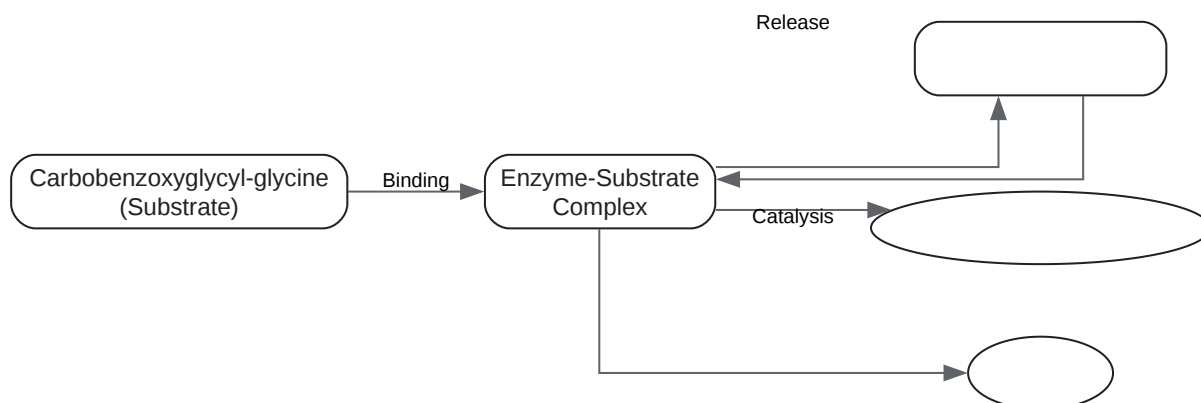 Release
Carbobenzoxyglycyl-glycine
(Substrate)
Binding
Enzyme-Substrate
Complex
Catalysis